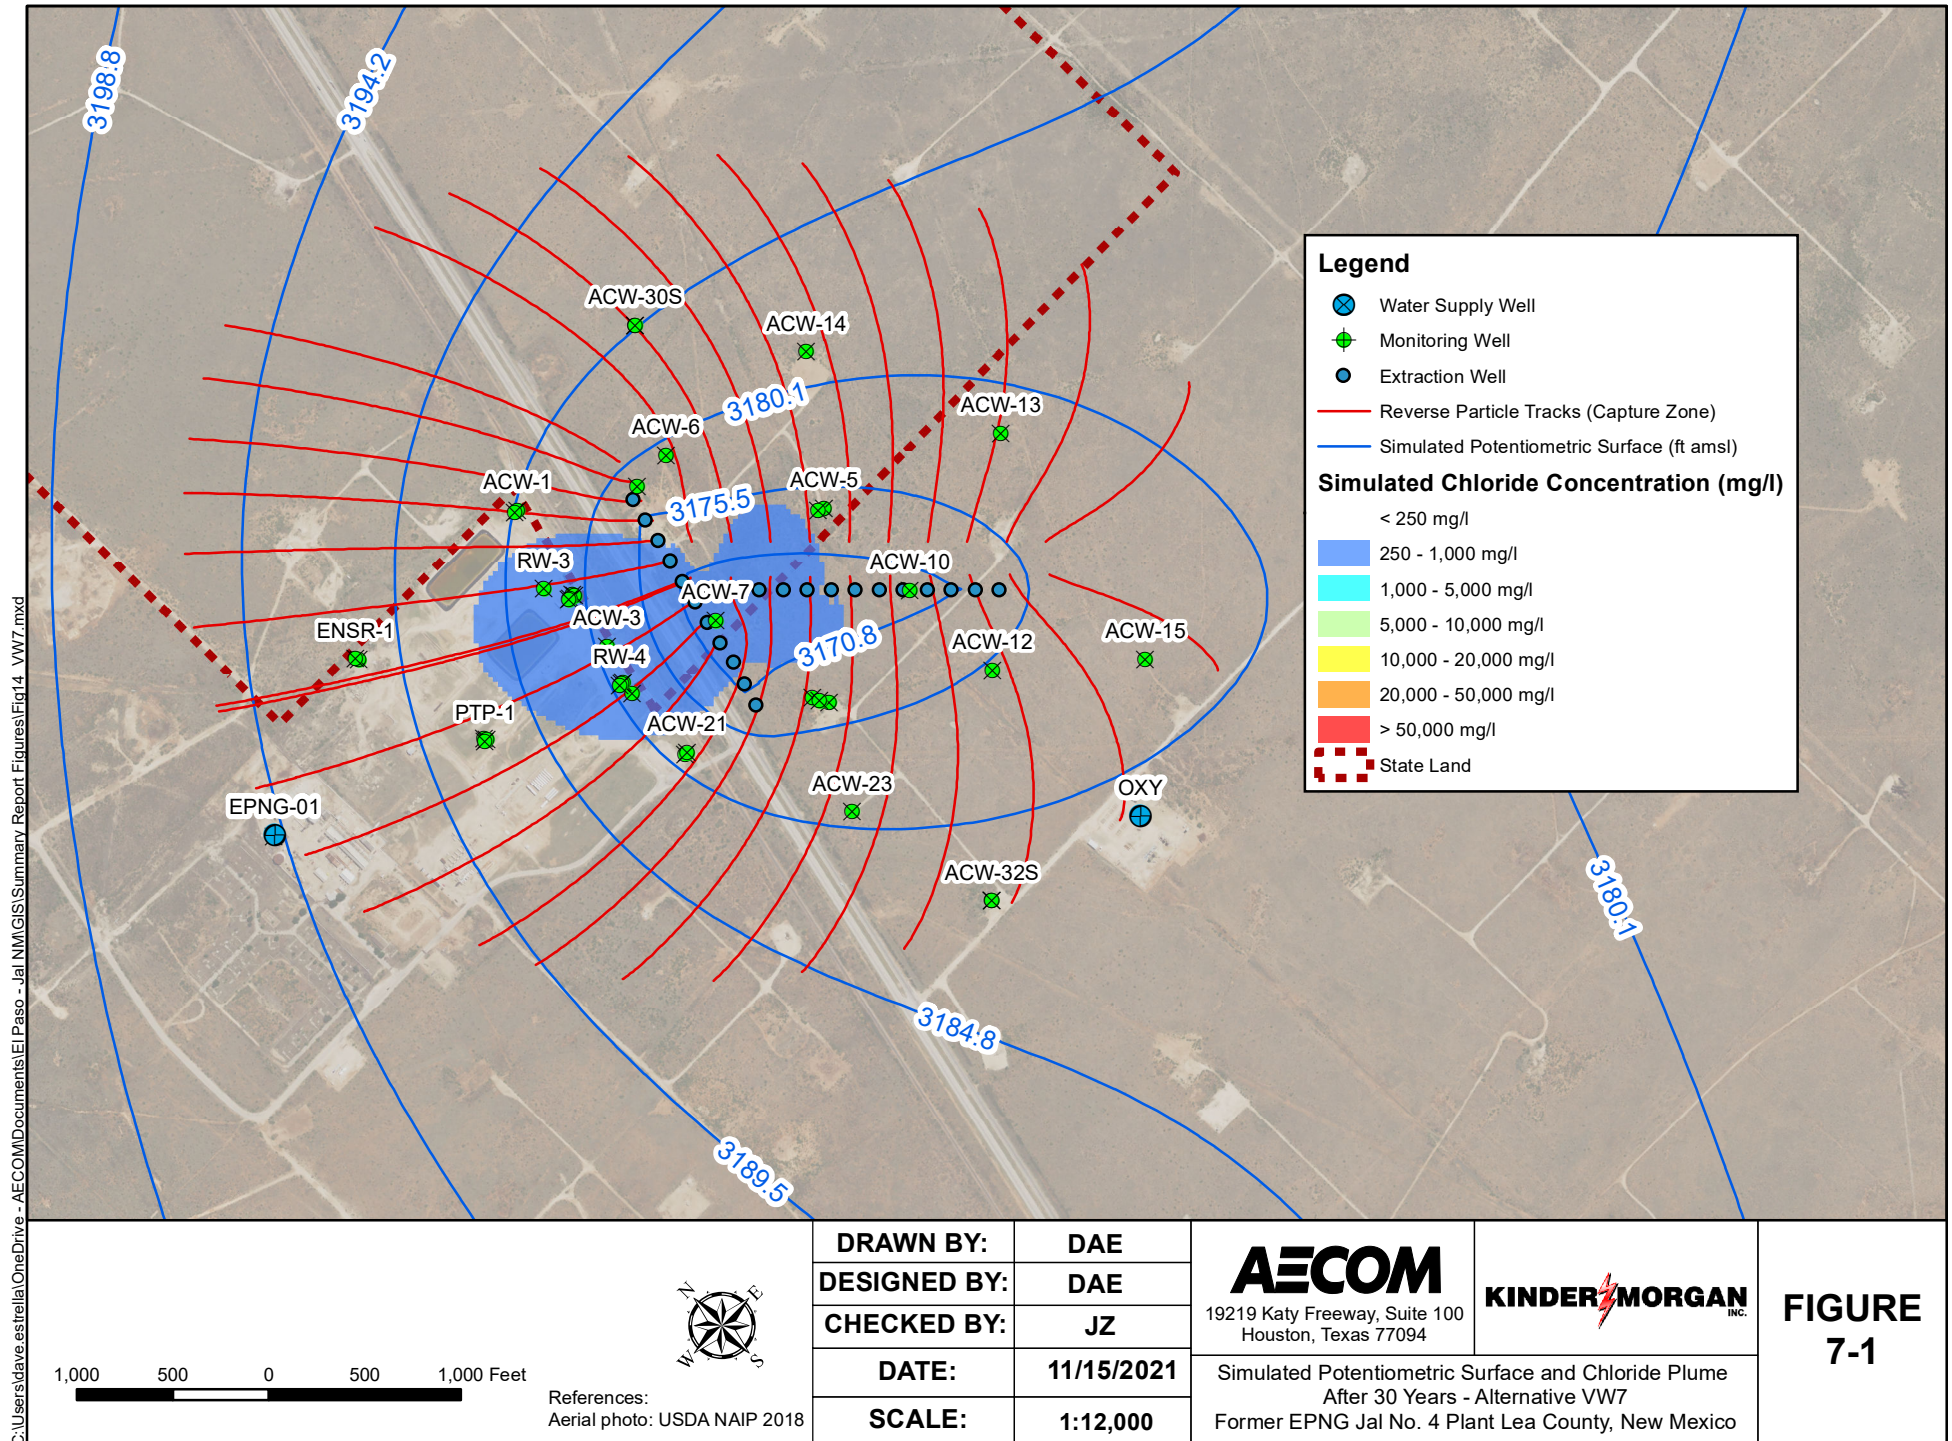 3198.8
3194.2
ACW-30S
ACW-14
3180.1
ACW-13
ACW-6
ACW-1
3175.5
ACW-5
RW-3
ACW-10
ACW-7
ACW-3
ENSR-1
RW-4
3170.8
ACW-12
ACW-15
PTP-1
ACW-21
EPNG-01
ACW-23
OXY
ACW-32S
3180.1
3184.8
3189.5
Legend
Water Supply Well
Monitoring Well
Extraction Well
Reverse Particle Tracks (Capture Zone)
Simulated Potentiometric Surface (ft amsl)
Simulated Chloride Concentration (mg/l)
< 250 mg/l
250 - 1,000 mg/l
1,000 - 5,000 mg/l
5,000 - 10,000 mg/l
10,000 - 20,000 mg/l
20,000 - 50,000 mg/l
> 50,000 mg/l
State Land
C:\Users\dave.estrella\OneDrive - AECOM\Documents\El Paso - Jal NM\GIS\Summary Report Figures\Fig14_VW7.mxd
1,000 500 0 500 1,000 Feet
N
E
W
S
References:
Aerial photo: USDA NAIP 2018
DRAWN BY: DAE
DESIGNED BY: DAE
CHECKED BY: JZ
DATE: 11/15/2021
SCALE: 1:12,000
AECOM
19219 Katy Freeway, Suite 100
Houston, Texas 77094
KINDER MORGAN
INC.
Simulated Potentiometric Surface and Chloride Plume
After 30 Years - Alternative VW7
Former EPNG Jal No. 4 Plant Lea County, New Mexico
FIGURE
7-1